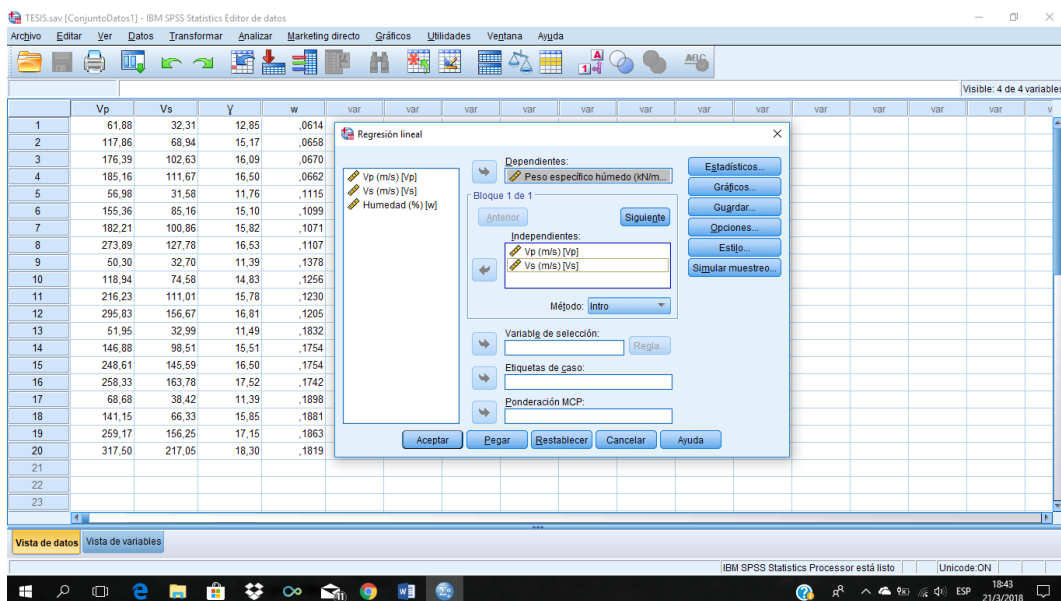 TESIS.sav [ConjuntoDatos1] - IBM SPSS Statistics Editor de datos
Archivo Editar Ver Datos Transformar Analizar Marketing directo Gráficos Utilidades Ventana Ayuda
Visible: 4 de 4 variables
Vp Vs Y w var var var var var var var var var var var
1 61,88 32,31 12,85 ,0614
2 117,86 68,94 15,17 ,0658
3 176,39 102,63 16,09 ,0670
4 185,16 111,67 16,50 ,0662
5 56,98 31,58 11,76 ,1115
6 155,36 85,16 15,10 ,1099
7 182,21 100,86 15,82 ,1071
8 273,89 127,78 16,53 ,1107
9 50,30 32,70 11,39 ,1378
10 118,94 74,58 14,83 ,1256
11 216,23 111,01 15,78 ,1230
12 295,83 156,67 16,81 ,1205
13 51,95 32,99 11,49 ,1832
14 146,88 98,51 15,51 ,1754
15 248,61 145,59 16,50 ,1754
16 258,33 163,78 17,52 ,1742
17 68,68 38,42 11,39 ,1898
18 141,15 66,33 15,85 ,1881
19 259,17 156,25 17,15 ,1863
20 317,50 217,05 18,30 ,1819
21
22
23
Regresión lineal
Vp (m/s) [Vp]
Vs (m/s) [Vs]
Humedad (%) [w]
Dependientes:
Peso específico húmedo (kN/m...
Bloque 1 de 1
Anterior
Siguiente
Independientes:
Vp (m/s) [Vp]
Vs (m/s) [Vs]
Método: Intro
Variable de selección:
Regla...
Etiquetas de caso:
Ponderación MCP:
Estadísticos...
Gráficos...
Guardar...
Opciones...
Estilo...
Simular muestreo...
Aceptar Pegar Restablecer Cancelar Ayuda
Vista de datos Vista de variables
IBM SPSS Statistics Processor está listo Unicode:ON
ESP
18:43
21/3/2018